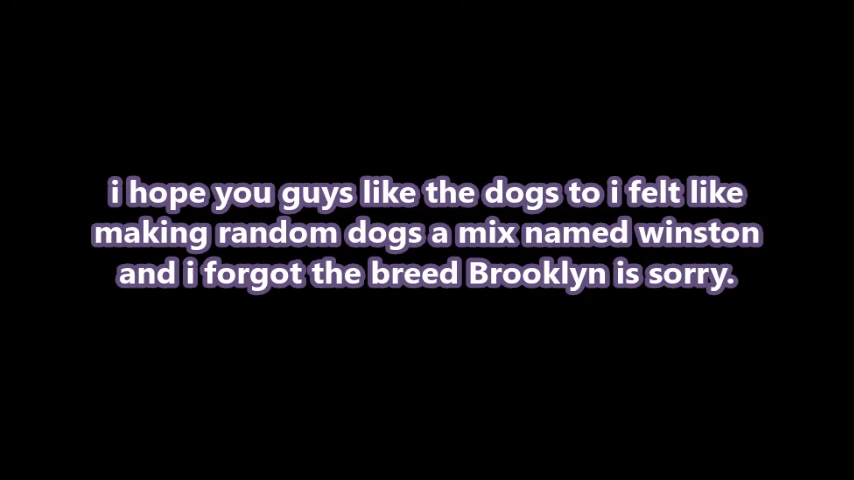 i hope you guys like the dogs to i felt like
making random dogs a mix named winston
and i forgot the breed Brooklyn is sorry.